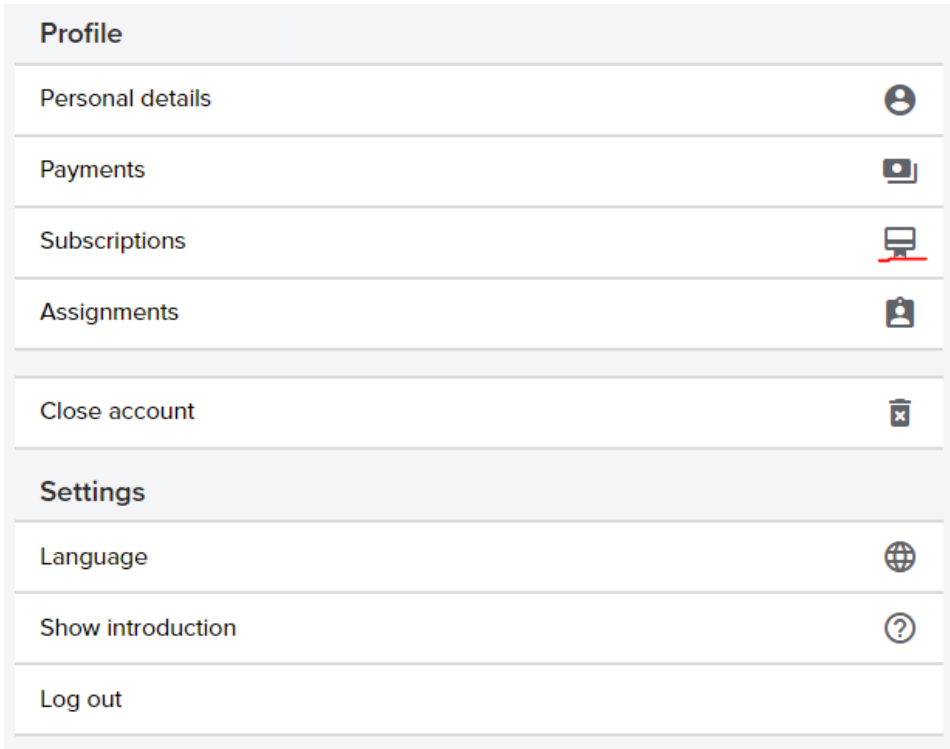 Profile
Personal details
Payments
Subscriptions
Assignments
Close account
Settings
Language
Show introduction
Log out